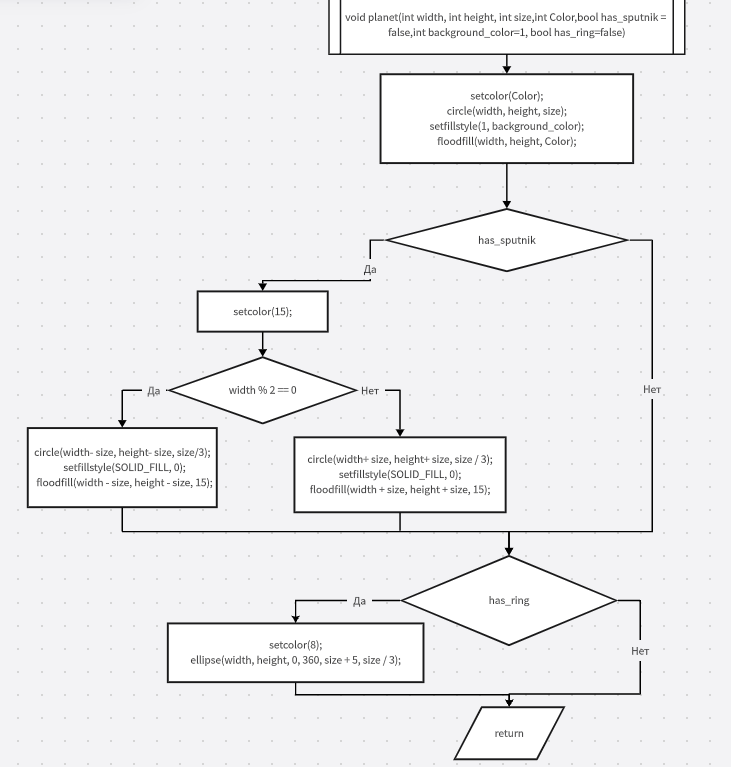 void planet(int width, int height, int size,int Color,bool has_sputnik =
false,int background_color=1, bool has_ring=false)
setcolor(Color);
circle(width, height, size);
setfillstyle(1, background_color);
floodfill(width, height, Color);
has_sputnik
Да
setcolor(15);
Нет
Да
width % 2 == 0
Нет
circle(width- size, height- size, size/3);
setfillstyle(SOLID_FILL, 0);
floodfill(width - size, height - size, 15);
circle(width+ size, height+ size, size / 3);
setfillstyle(SOLID_FILL, 0);
floodfill(width + size, height + size, 15);
has_ring
Да
Нет
setcolor(8);
ellipse(width, height, 0, 360, size + 5, size / 3);
return